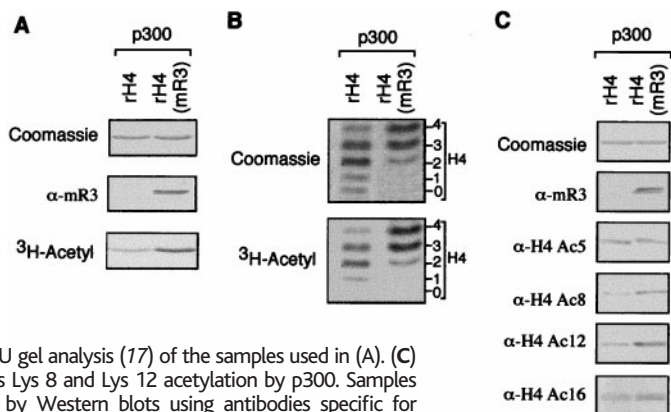 A
p300
rH4
rH4 (mR3)
Coomassie
α-mR3
³H-Acetyl
B
p300
rH4
rH4 (mR3)
Coomassie
4
3
2
1
0
H4
³H-Acetyl
4
3
2
1
0
H4
C
p300
rH4
rH4 (mR3)
Coomassie
α-mR3
α-H4 Ac5
α-H4 Ac8
α-H4 Ac12
α-H4 Ac16
U gel analysis (17) of the samples used in (A). (C)
s Lys 8 and Lys 12 acetylation by p300. Samples
by Western blots using antibodies specific for